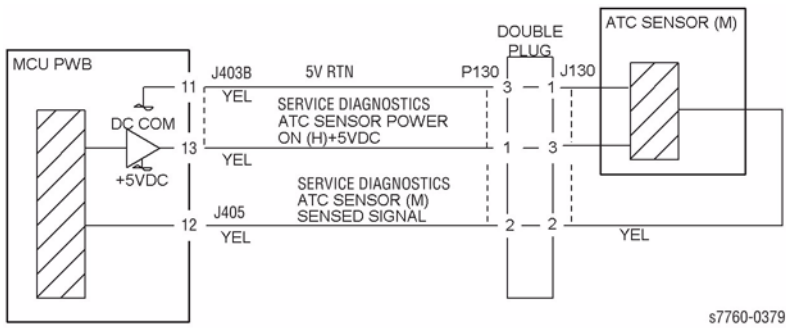 ATC SENSOR (M)
DOUBLE
PLUG
MCU PWB
J403B
5V RTN
P130
J130
11
3
1
YEL
SERVICE DIAGNOSTICS
ATC SENSOR POWER
ON (H)+5VDC
DC COM
13
1
3
+5VDC
YEL
SERVICE DIAGNOSTICS
ATC SENSOR (M)
SENSED SIGNAL
J405
12
2
2
YEL
YEL
s7760-0379